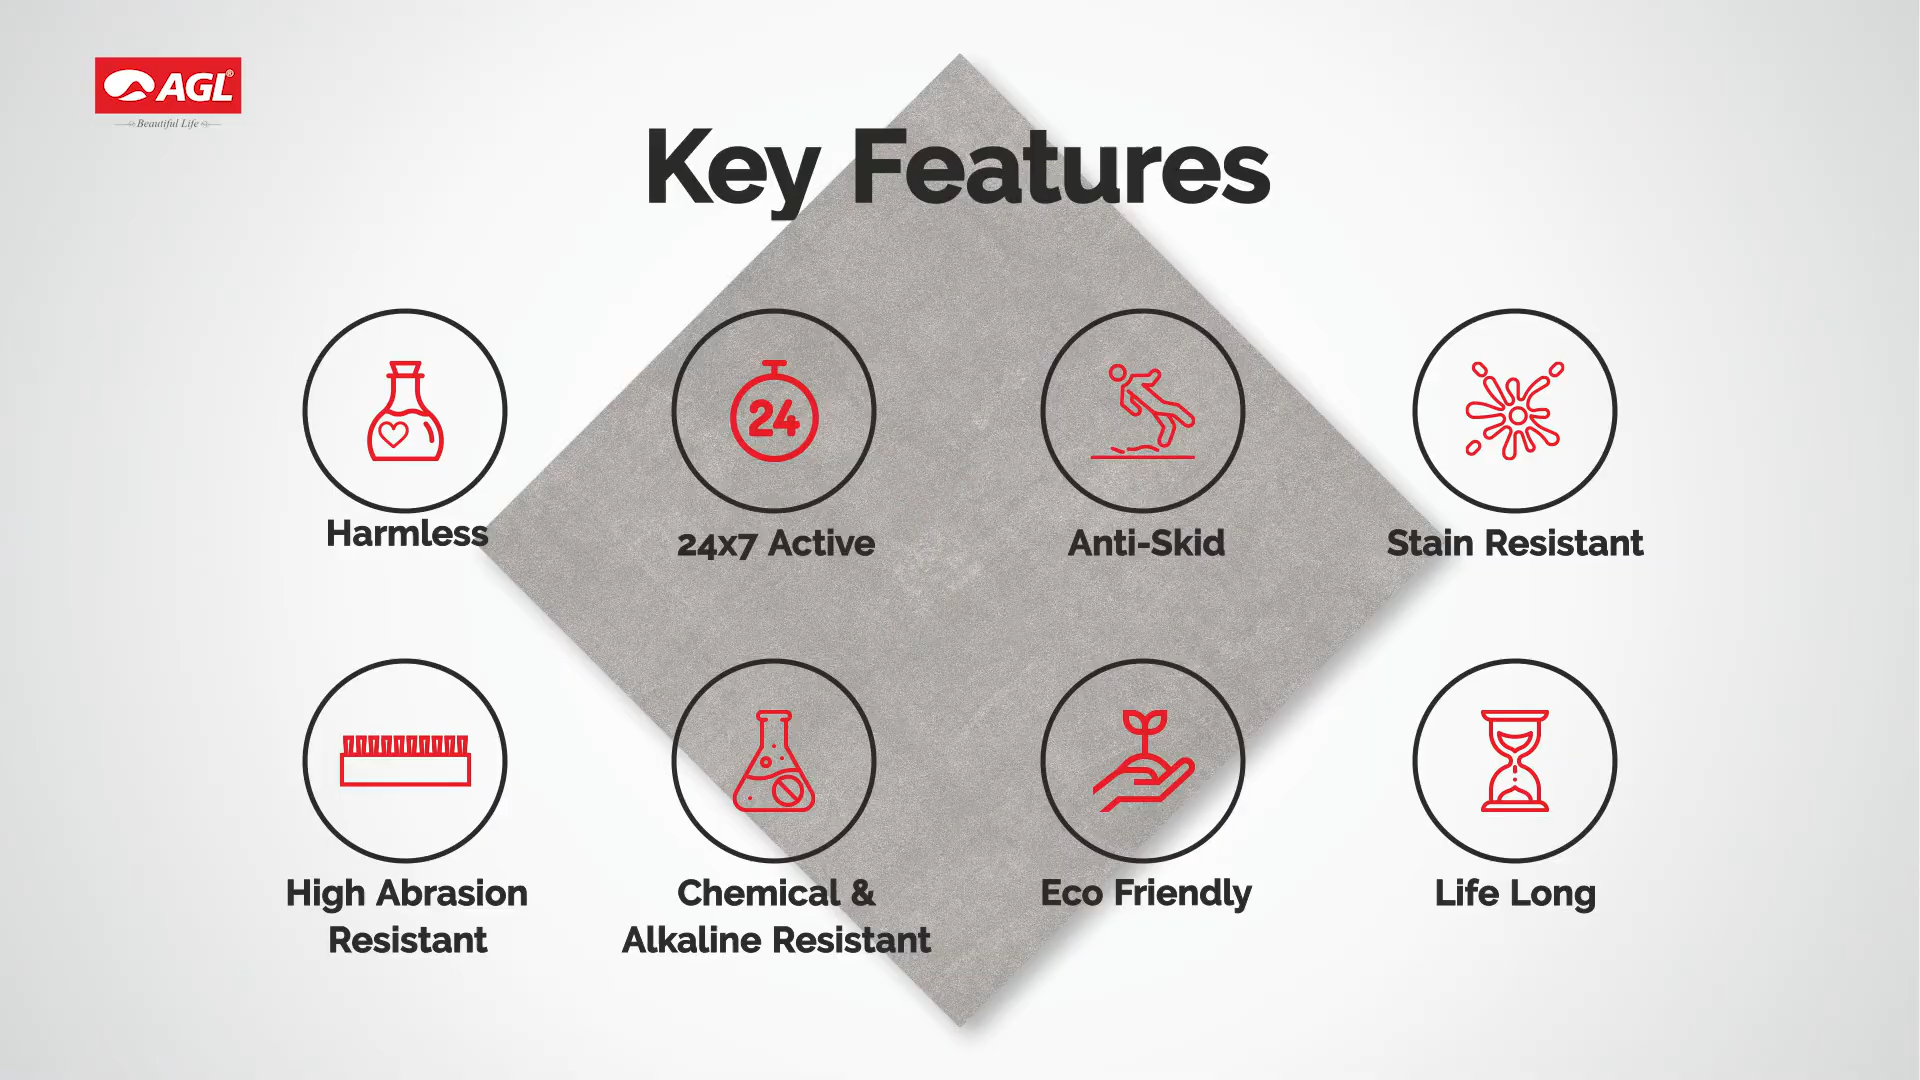 AGL®
Beautiful Life
Key Features
24
Harmless
24x7 Active
Anti-Skid
Stain Resistant
High Abrasion
Resistant
Chemical &
Alkaline Resistant
Eco Friendly
Life Long